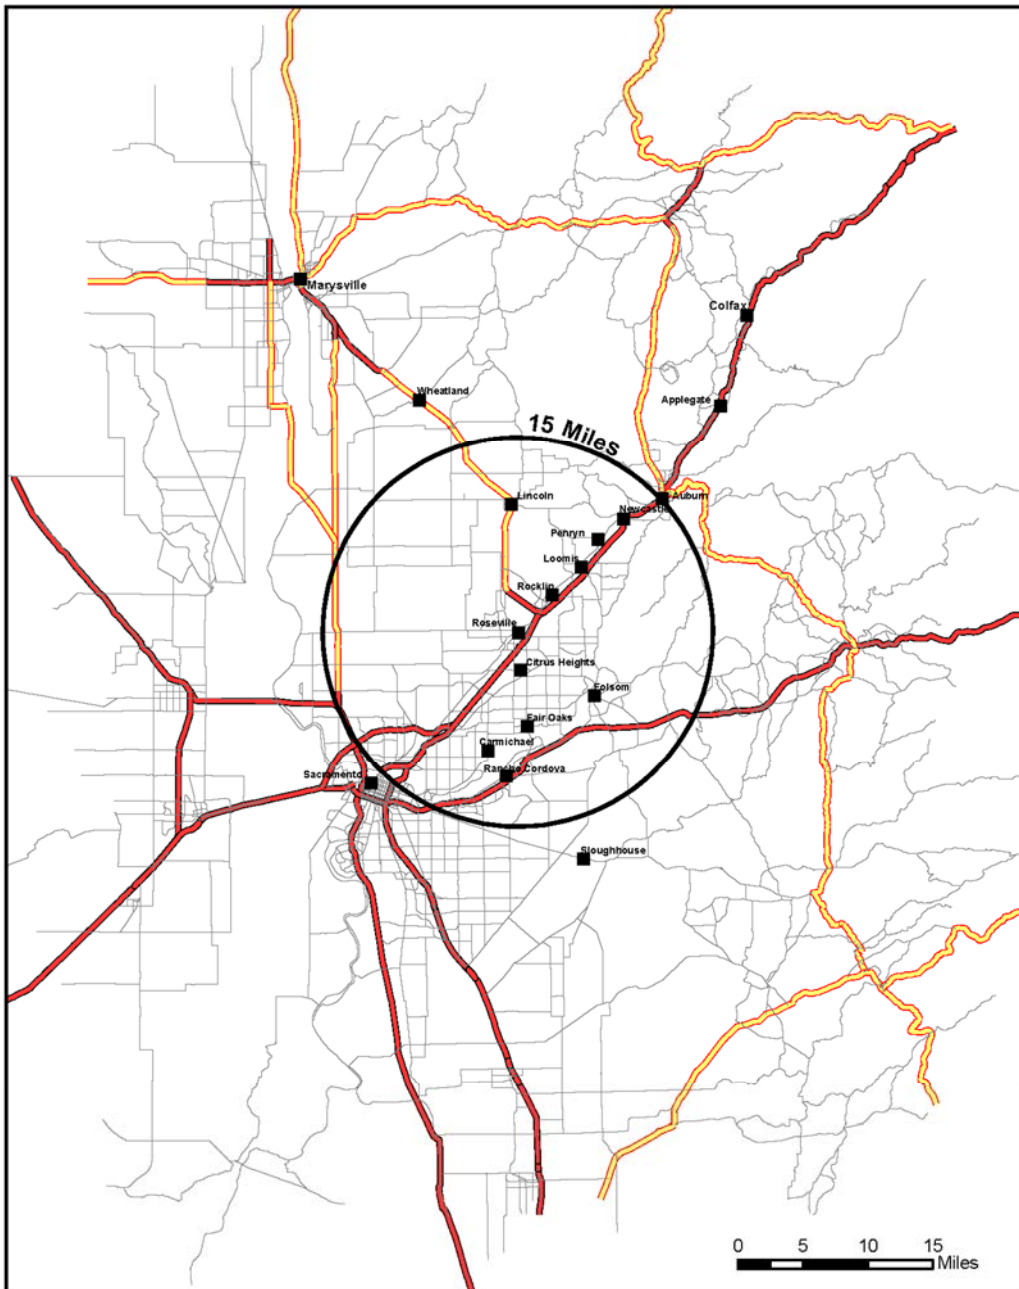 Marysville
Colfax
Wheatland
Applegate
15 Miles
Lincoln
Auburn
Newcastle
Penryn
Loomis
Rocklin
Roseville
Citrus Heights
Folsom
Fair Oaks
Carmichael
Rancho Cordova
Sacramento
Sloughhouse
0 5 10 15
Miles